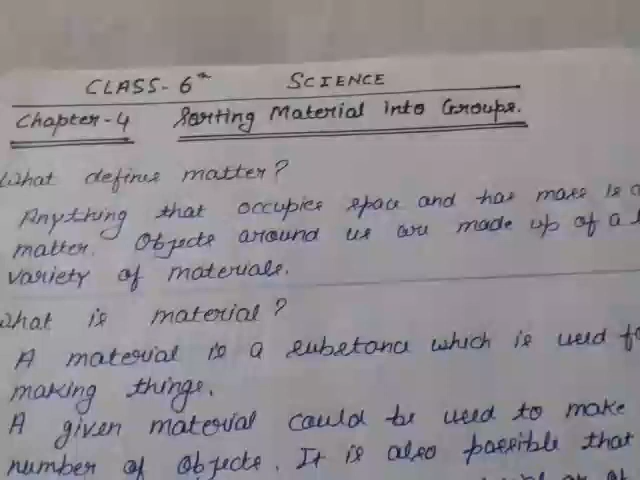 CLASS-6th SCIENCE
Chapter-4 Sorting Material into Groups.
What defines matter?
Anything that occupies space and has mass is
matter. Objects around us are made up of a
variety of materials.
What is material?
A material is a substance which is used
making things.
A given material could be used to make
number of objects. It is also possible that